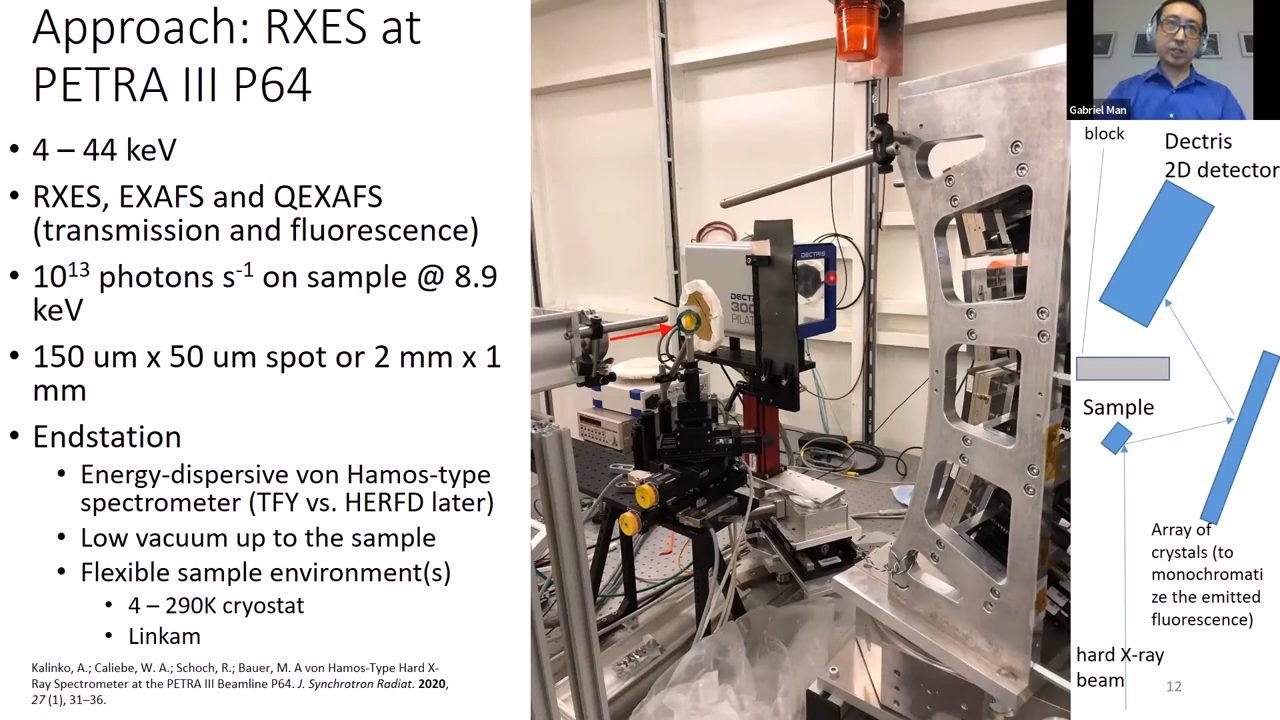 Approach: RXES at
PETRA III P64
• 4 – 44 keV
• RXES, EXAFS and QEXAFS
(transmission and fluorescence)
• 10¹³ photons s⁻¹ on sample @ 8.9
keV
• 150 um x 50 um spot or 2 mm x 1
mm
• Endstation
• Energy-dispersive von Hamos-type
spectrometer (TFY vs. HERFD later)
• Low vacuum up to the sample
• Flexible sample environment(s)
• 4 – 290K cryostat
• Linkam
Kalinko, A.; Caliebe, W. A.; Schoch, R.; Bauer, M. A von Hamos-Type Hard X-
Ray Spectrometer at the PETRA III Beamline P64. J. Synchrotron Radiat. 2020,
27 (1), 31–36.
DECTRIS
DECT
300
PILAT
Gabriel Man
block
Dectris
2D detector
Sample
Array of
crystals (to
monochromati
ze the emitted
fluorescence)
hard X-ray
beam
12